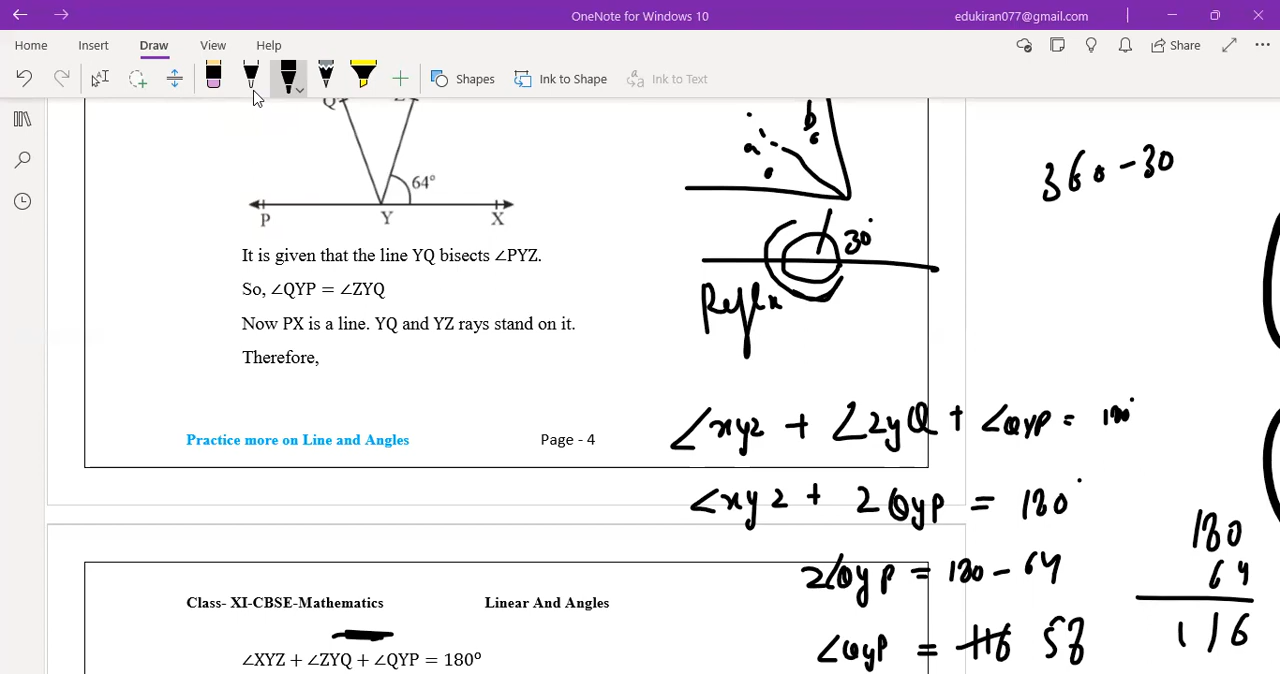 OneNote for Windows 10
edukiran077@gmail.com
Home Insert Draw View Help
Share
Shapes Ink to Shape Ink to Text
Q
64°
P Y X
It is given that the line YQ bisects ∠PYZ.
So, ∠QYP = ∠ZYQ
Now PX is a line. YQ and YZ rays stand on it.
Therefore,
Practice more on Line and Angles Page - 4
Class- XI-CBSE-Mathematics Linear And Angles
∠XYZ + ∠ZYQ + ∠QYP = 180°
a b
30°
Reflx
360-30
∠xyz + ∠zyQ + ∠QyP = 180°
∠xyz + 2QyP = 180°
2∠QyP = 180 - 64
∠QyP = 116 58
180
64
116